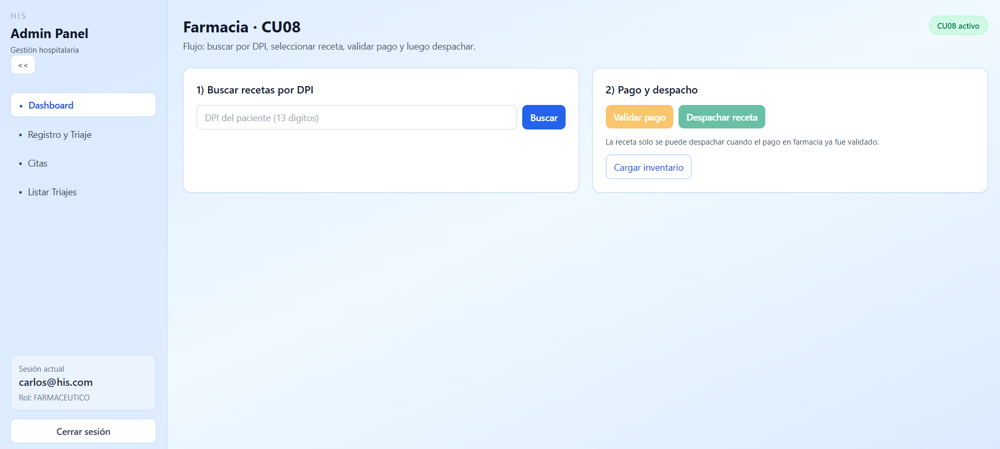 HIS
Admin Panel
Gestión hospitalaria
<<
• Dashboard
• Registro y Triaje
• Citas
• Listar Triajes
Sesión actual
carlos@his.com
Rol: FARMACEUTICO
Cerrar sesión
Farmacia · CU08
Flujo: buscar por DPI, seleccionar receta, validar pago y luego despachar.
CU08 activo
1) Buscar recetas por DPI
DPI del paciente (13 digitos)
Buscar
2) Pago y despacho
Validar pago
Despachar receta
La receta solo se puede despachar cuando el pago en farmacia ya fue validado.
Cargar inventario